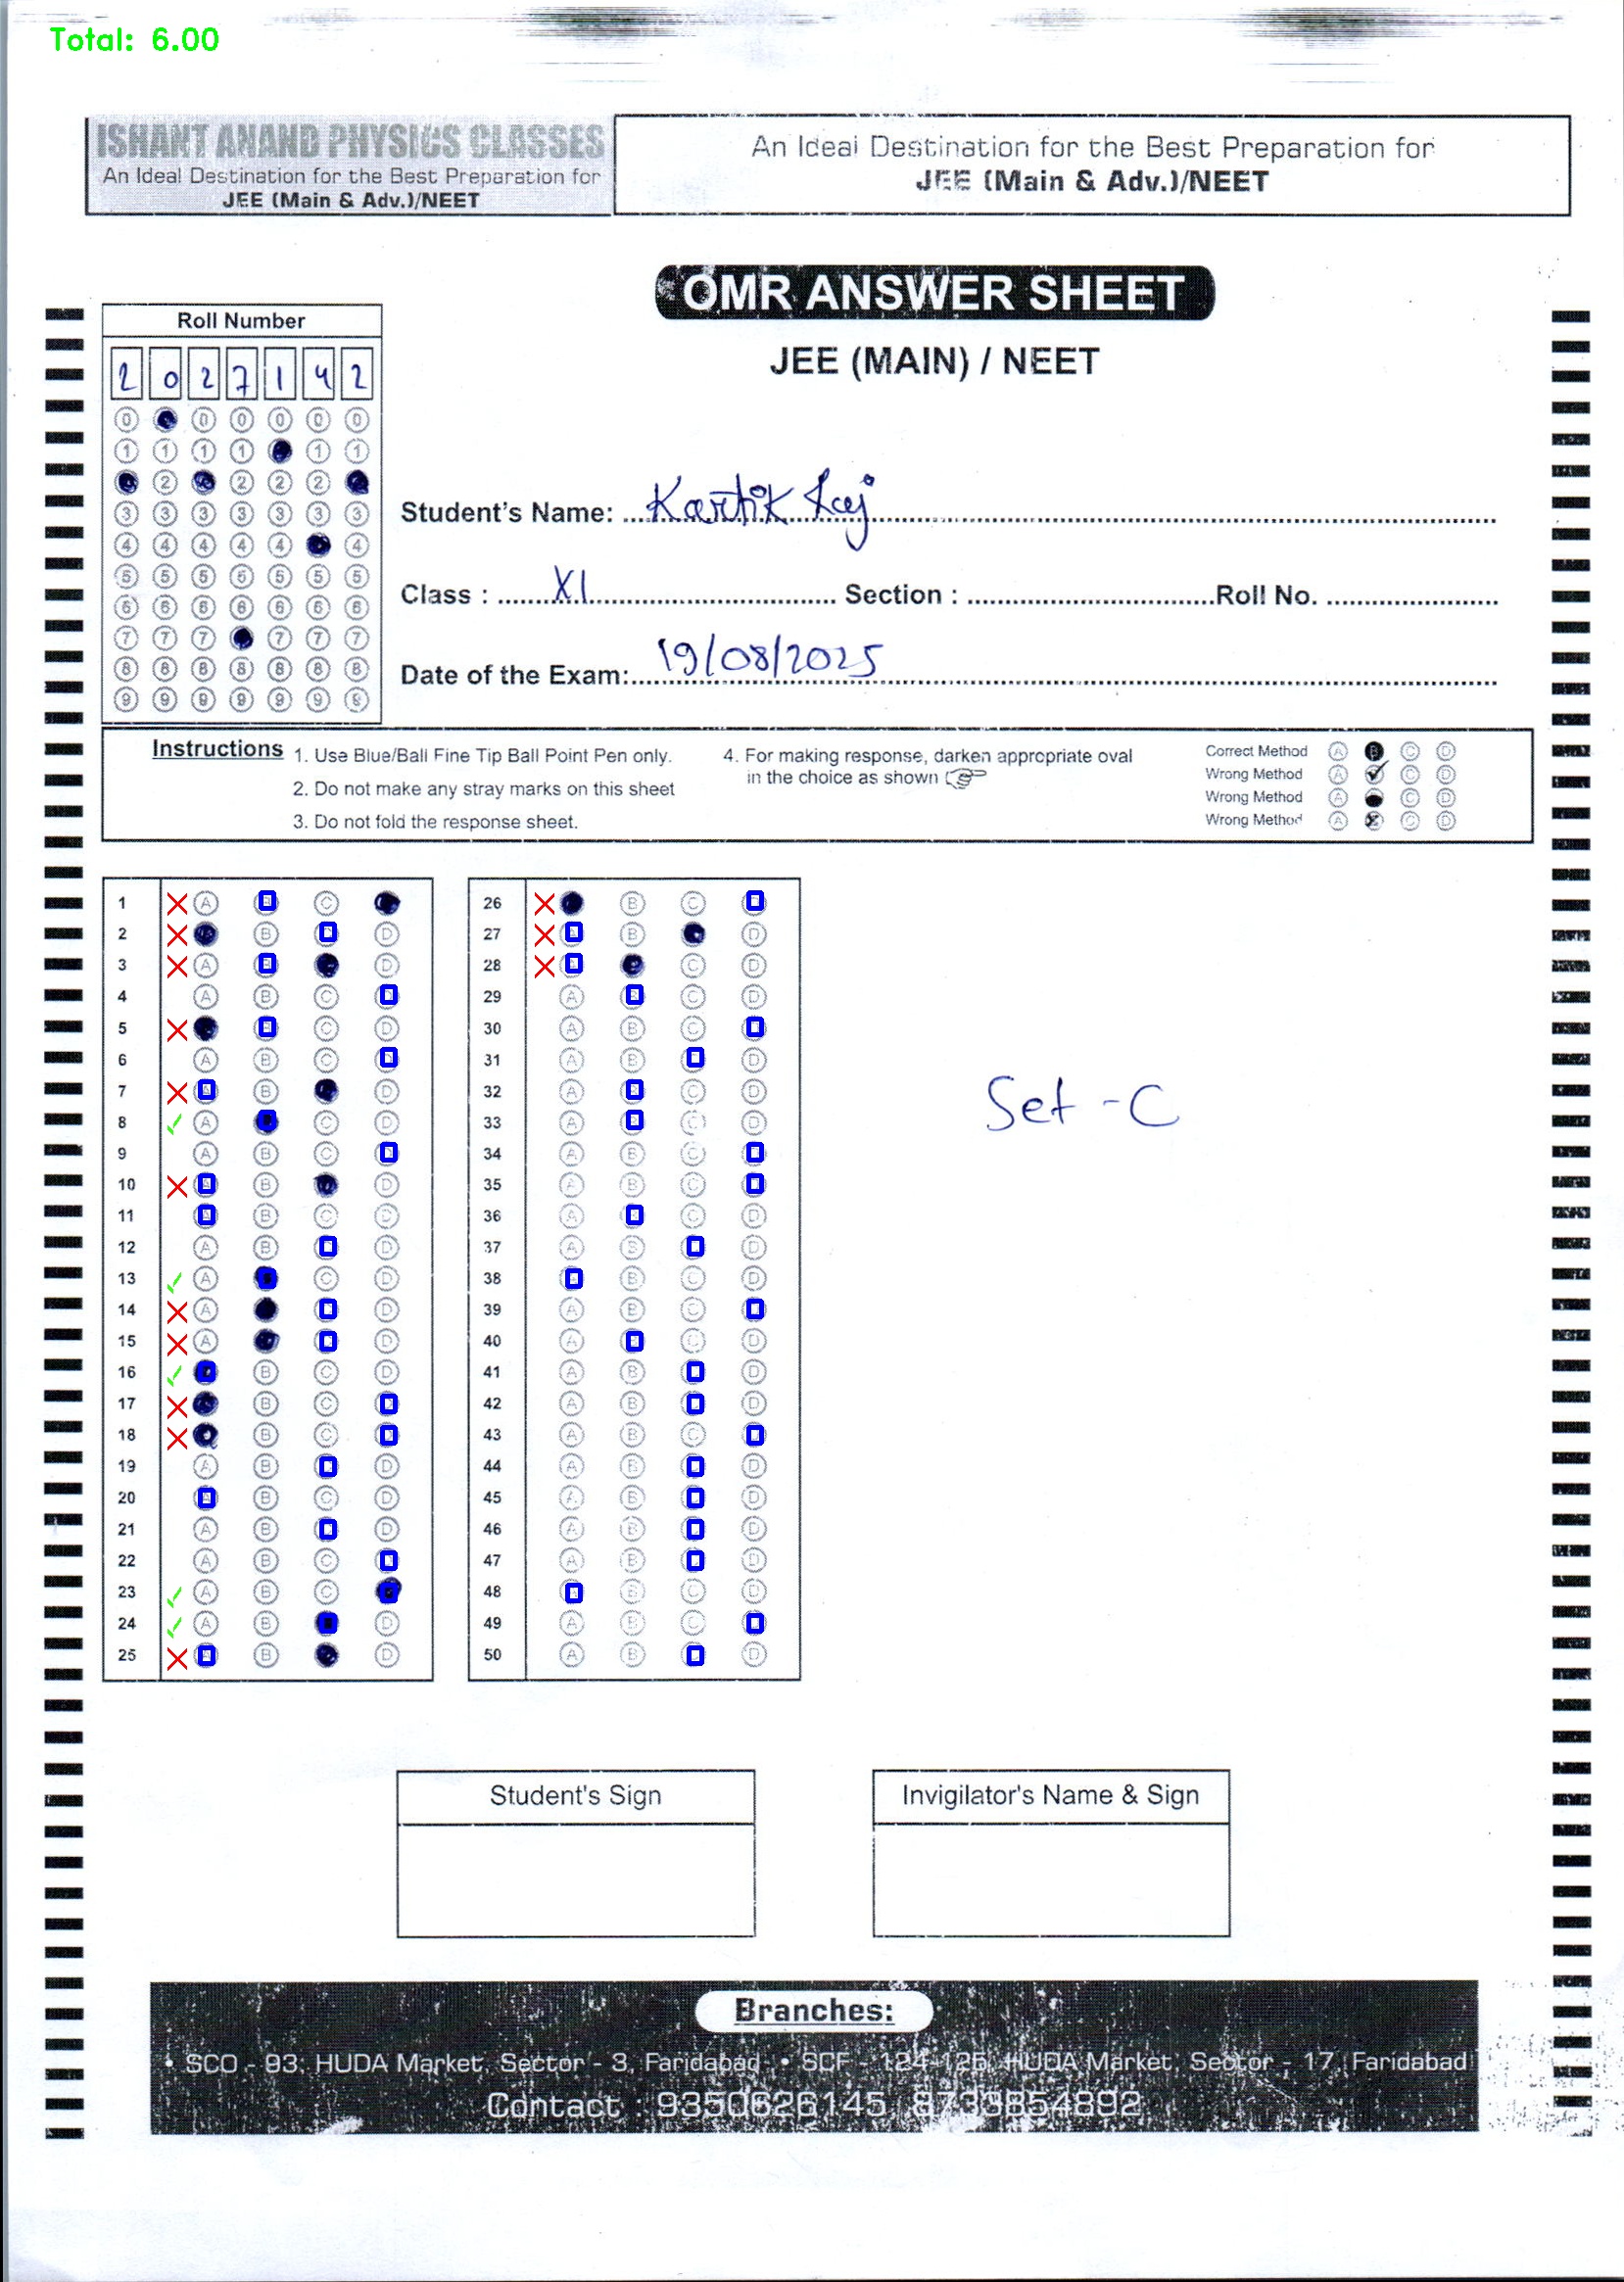 Total: 6.00
ISHANT ANAND PHYSICS CLASSES
An Ideal Destination for the Best Preparation for
JEE (Main & Adv.)/NEET
An Ideal Destination for the Best Preparation for
JEE (Main & Adv.)/NEET
OMR ANSWER SHEET
JEE (MAIN) / NEET
Roll Number
2 0 2 7 1 4 2
0 0 0 0 0 0
1 1 1 1 1 1
2 2 2 2
3 3 3 3 3 3 3
4 4 4 4 4 4
5 5 5 5 5 5 5
6 6 6 6 6 6 6
7 7 7 7 7 7
8 8 8 8 8 8 8
9 9 9 9 9 9 9
Student's Name: Kartik Raj
Class : XI Section : Roll No.
Date of the Exam: 19/08/2025
Instructions
1. Use Blue/Ball Fine Tip Ball Point Pen only.
2. Do not make any stray marks on this sheet
3. Do not fold the response sheet.
4. For making response, darken appropriate oval
in the choice as shown
Correct Method A B C D
Wrong Method A C D
Wrong Method A C D
Wrong Method A C D
1 A C
2 B D
3 A D
4 A B C
5 C D
6 A B C
7 B D
8 A C D
9 A B C
10 B D
11 B C D
12 A B D
13 A C D
14 A D
15 A D
16 B C D
17 B C
18 B C
19 A B D
20 B C D
21 A B D
22 A B C
23 A B C
24 A B D
25 B D
26 B C
27 B D
28 C D
29 A C D
30 A B C
31 A B D
32 A C D
33 A C D
34 A B C
35 A B C
36 A C D
37 A B D
38 B C D
39 A B C
40 A C D
41 A B D
42 A B D
43 A B C
44 A B D
45 A B D
46 A B D
47 A B D
48 B C D
49 A B C
50 A B D
Set - C
Student's Sign
Invigilator's Name & Sign
Branches:
• SCO - 93, HUDA Market, Sector - 3, Faridabad • SCF - 124-125, HUDA Market, Sector - 17, Faridabad
Contact : 9350626145, 8733854892